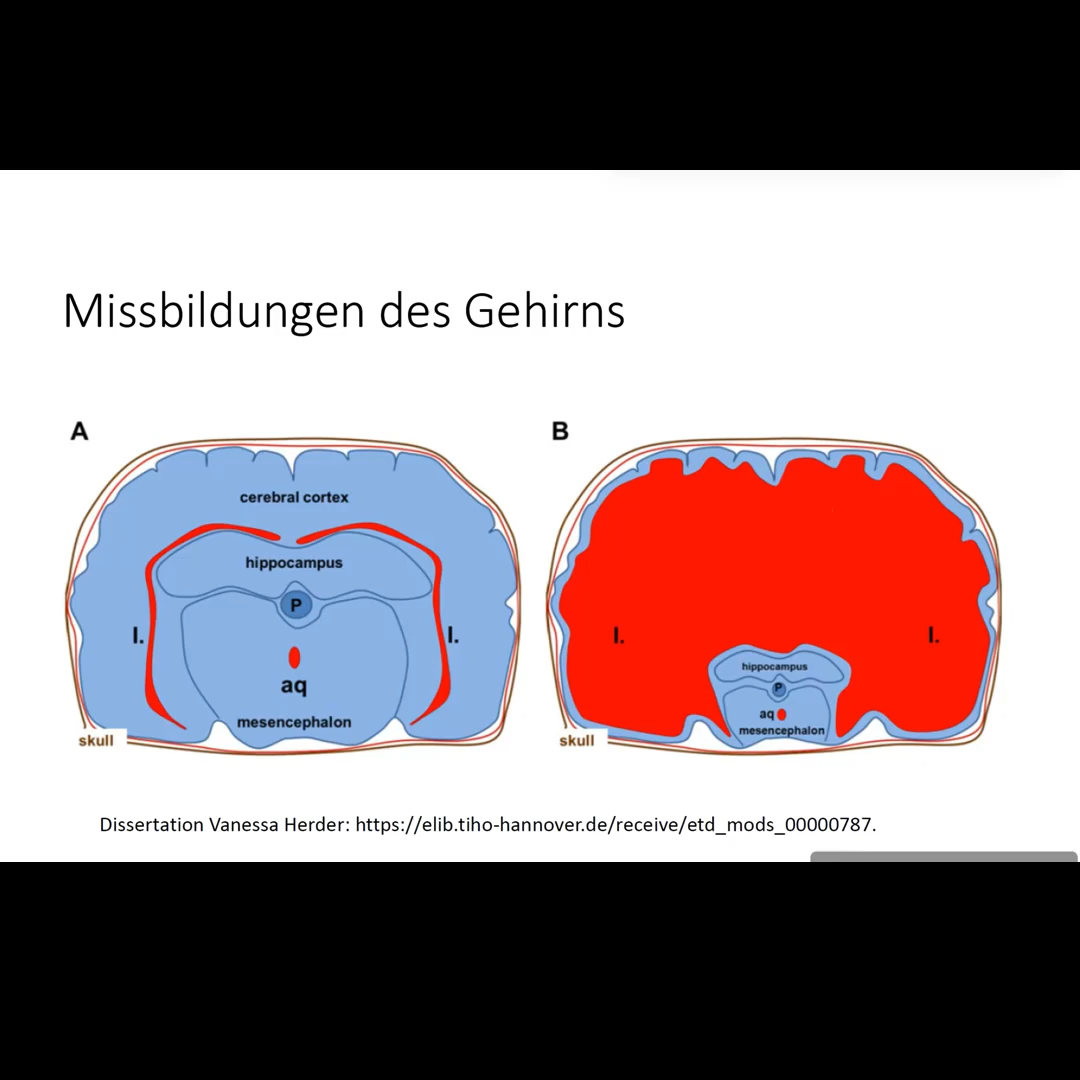 Missbildungen des Gehirns
A
cerebral cortex
hippocampus
P
l.
l.
aq
mesencephalon
skull
B
l.
l.
hippocampus
P
aq
mesencephalon
skull
Dissertation Vanessa Herder: https://elib.tiho-hannover.de/receive/etd_mods_00000787.